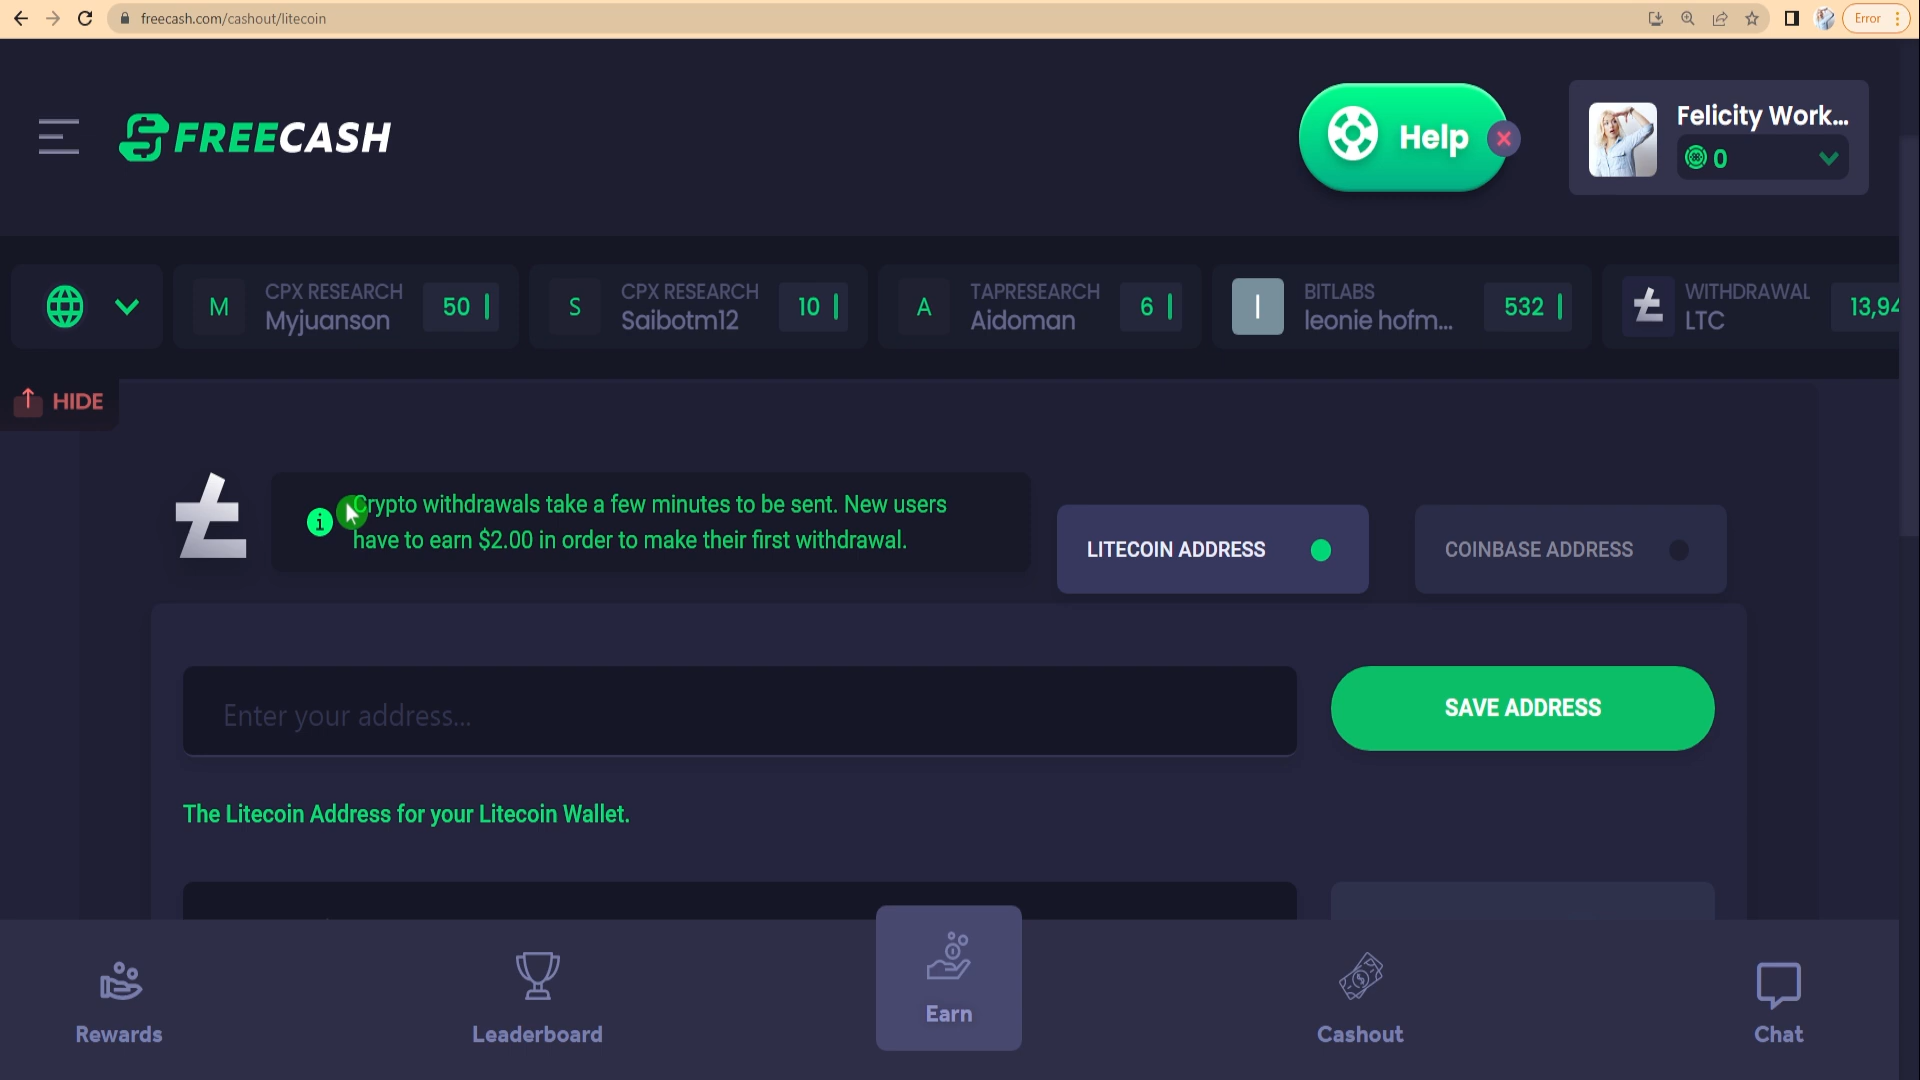 freecash.com/cashout/litecoin
Error
FREECASH
Help
Felicity Work...
0
M
CPX RESEARCH
Myjuanson
50
S
CPX RESEARCH
Saibotm12
10
A
TAPRESEARCH
Aidoman
6
I
BITLABS
leonie hofm...
532
WITHDRAWAL
LTC
13,94
HIDE
Crypto withdrawals take a few minutes to be sent. New users
have to earn $2.00 in order to make their first withdrawal.
LITECOIN ADDRESS
COINBASE ADDRESS
Enter your address...
SAVE ADDRESS
The Litecoin Address for your Litecoin Wallet.
Rewards
Leaderboard
Earn
Cashout
Chat